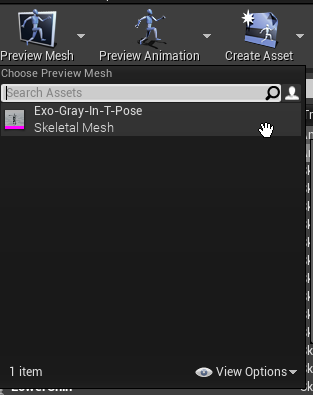 Preview Mesh
Preview Animation
Create Asset
Choose Preview Mesh
Search Assets
Exo-Gray-In-T-Pose
Skeletal Mesh
1 item
View Options